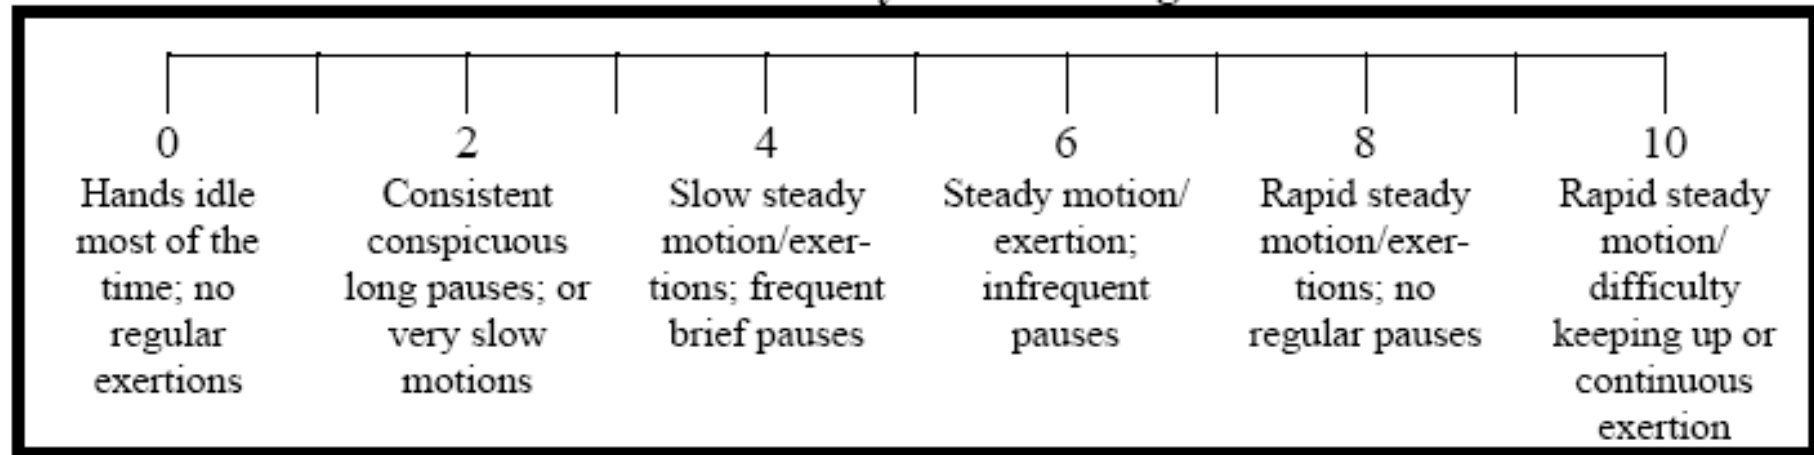 0 2 4 6 8 10
Hands idle
most of the
time; no
regular
exertions
Consistent
conspicuous
long pauses; or
very slow
motions
Slow steady
motion/exer-
tions; frequent
brief pauses
Steady motion/
exertion;
infrequent
pauses
Rapid steady
motion/exer-
tions; no
regular pauses
Rapid steady
motion/
difficulty
keeping up or
continuous
exertion